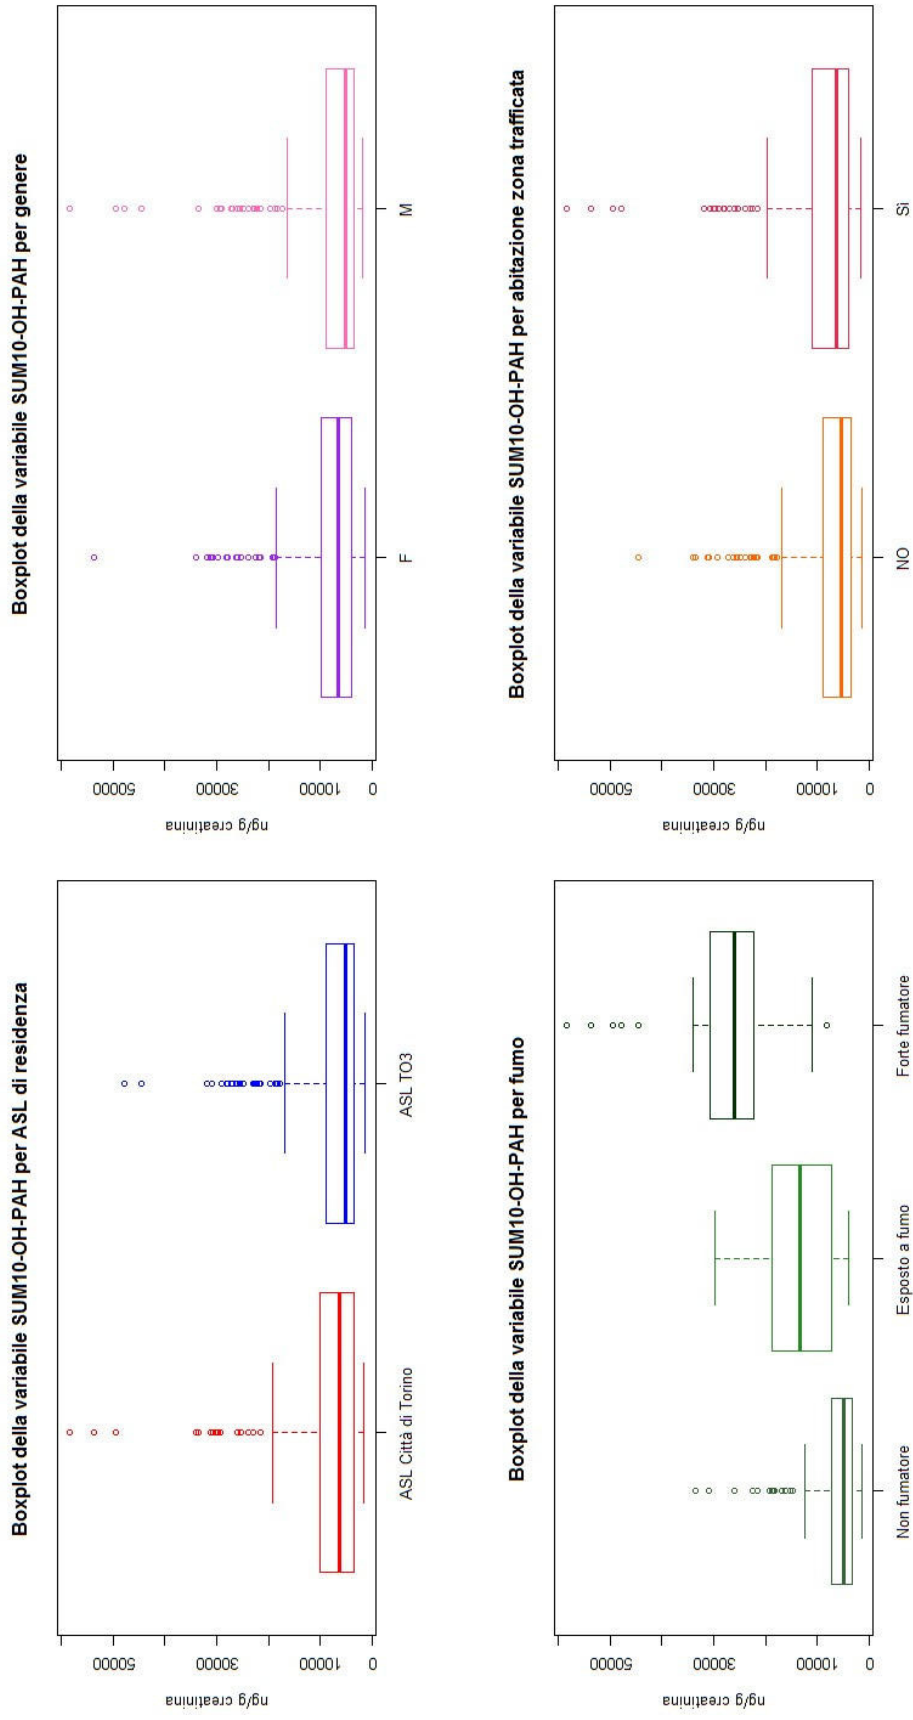 Boxplot della variabile SUM10-OH-PAH per ASL di residenza
ng/g creatinina
50000
30000
10000
0
ASL Città di Torino
ASL TO3
Boxplot della variabile SUM10-OH-PAH per genere
ng/g creatinina
50000
30000
10000
0
F
M
Boxplot della variabile SUM10-OH-PAH per fumo
ng/g creatinina
50000
30000
10000
0
Non fumatore
Esposto a fumo
Forte fumatore
Boxplot della variabile SUM10-OH-PAH per abitazione zona trafficata
ng/g creatinina
50000
30000
10000
0
NO
Sì